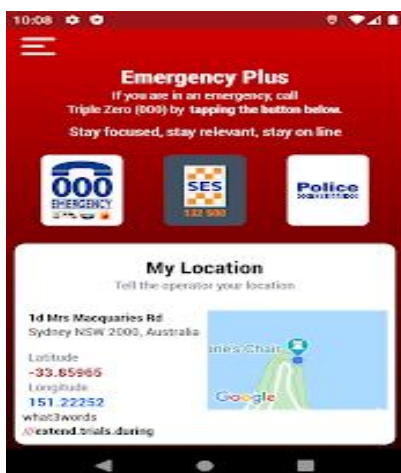 10:08
Emergency Plus
If you are in an emergency, call
Triple Zero (000) by tapping the button below.
Stay focused, stay relevant, stay on line
000
EMERGENCY
SES
132 500
Police
My Location
Tell the operator your location
1d Mrs Macquaries Rd
Sydney NSW 2000, Australia
Latitude
-33.85965
Longitude
151.22252
what3words
///extend.trials.during
arie's Chair
Google